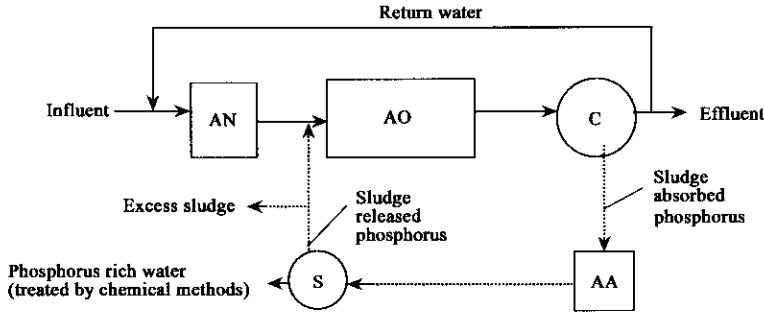 Return water
Influent
AN
AO
C
Effluent
Excess sludge
Sludge
released
phosphorus
Sludge
absorbed
phosphorus
Phosphorus rich water
(treated by chemical methods)
S
AA